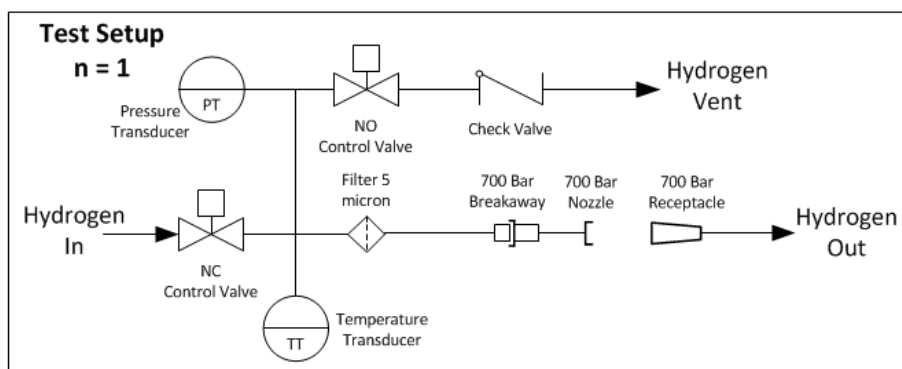 Test Setup
n = 1
PT
Pressure
Transducer
NO
Control Valve
Check Valve
Hydrogen
Vent
Filter 5
micron
700 Bar
Breakaway
700 Bar
Nozzle
700 Bar
Receptacle
Hydrogen
In
Hydrogen
Out
NC
Control Valve
TT
Temperature
Transducer